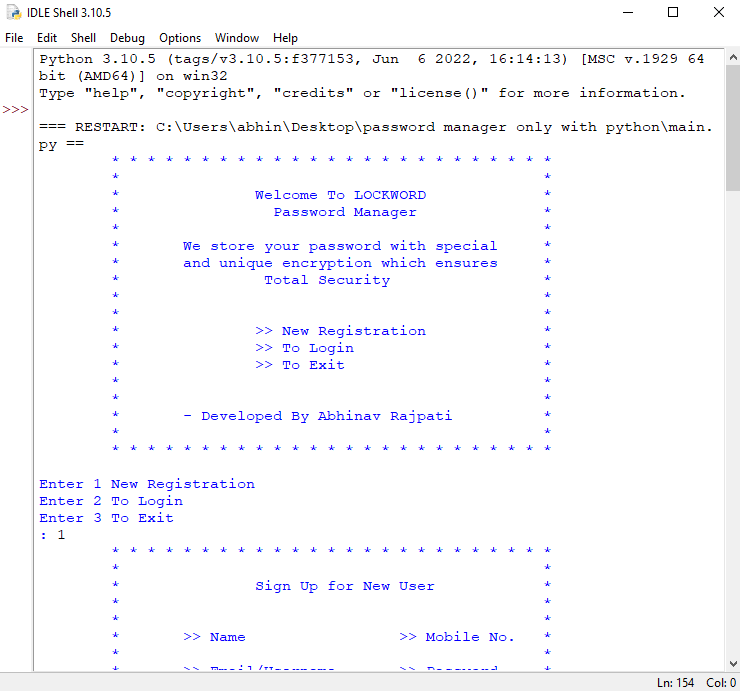 IDLE Shell 3.10.5
File Edit Shell Debug Options Window Help
Python 3.10.5 (tags/v3.10.5:f377153, Jun  6 2022, 16:14:13) [MSC v.1929 64
bit (AMD64)] on win32
Type "help", "copyright", "credits" or "license()" for more information.
>>>
=== RESTART: C:\Users\abhin\Desktop\password manager only with python\main.
py ==
* * * * * * * * * * * * * * * * * * * * * * * * *
* *
* Welcome To LOCKWORD *
* Password Manager *
* *
* We store your password with special *
* and unique encryption which ensures *
* Total Security *
* *
* *
* >> New Registration *
* >> To Login *
* >> To Exit *
* *
* *
* - Developed By Abhinav Rajpati *
* *
* * * * * * * * * * * * * * * * * * * * * * * * *
Enter 1 New Registration
Enter 2 To Login
Enter 3 To Exit
: 1
* * * * * * * * * * * * * * * * * * * * * * * * *
* *
* Sign Up for New User *
* *
* *
* >> Name >> Mobile No. *
* *
* >> Email/Username >> Password *
Ln: 154 Col: 0